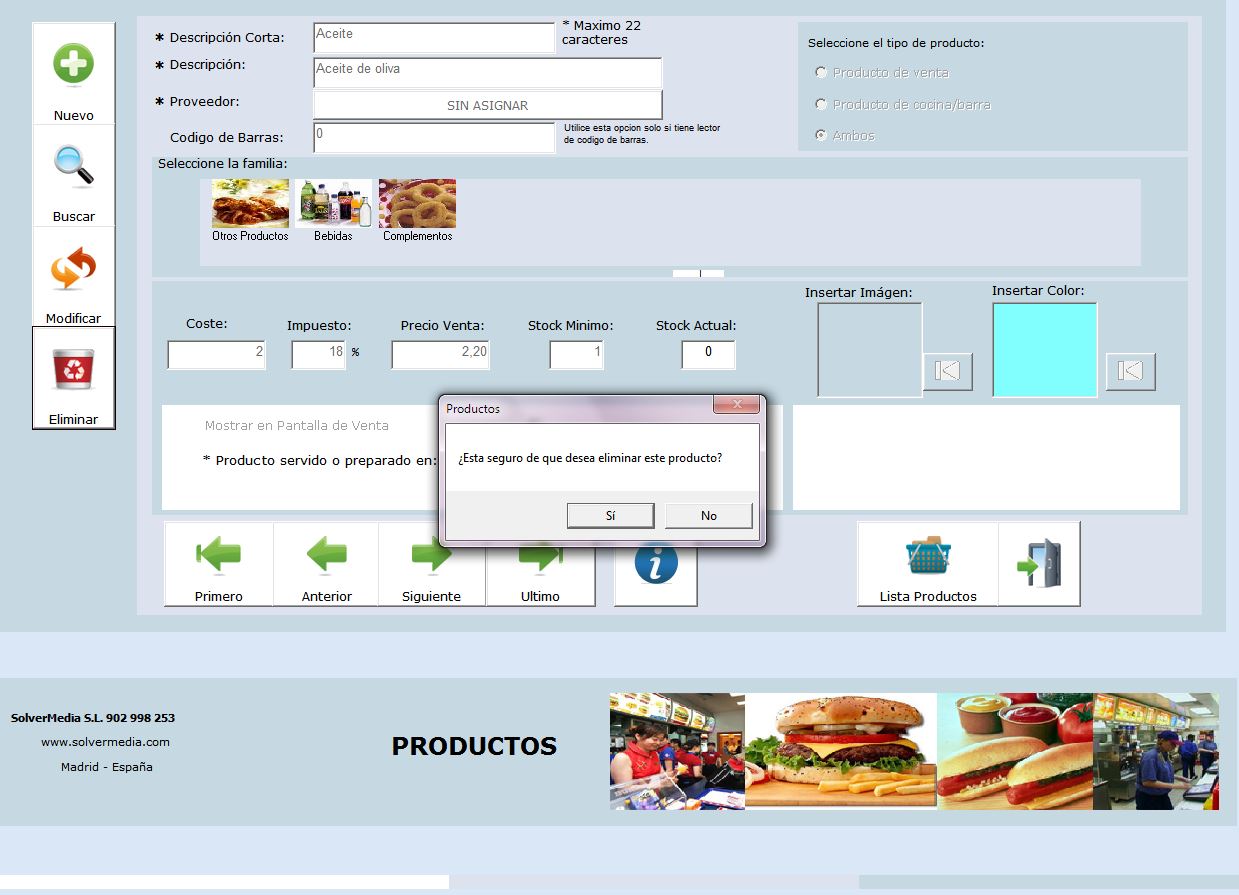 Nuevo
Buscar
Modificar
Eliminar
* Descripción Corta:
Aceite
* Maximo 22
caracteres
* Descripción:
Aceite de oliva
* Proveedor:
SIN ASIGNAR
Codigo de Barras:
0
Utilice esta opcion solo si tiene lector
de codigo de barras.
Seleccione el tipo de producto:
Producto de venta
Producto de cocina/barra
Ambos
Seleccione la familia:
Otros Productos
Bebidas
Complementos
Coste:
2
Impuesto:
18 %
Precio Venta:
2,20
Stock Minimo:
1
Stock Actual:
0
Insertar Imágen:
Insertar Color:
Mostrar en Pantalla de Venta
* Producto servido o preparado en:
Productos
¿Esta seguro de que desea eliminar este producto?
Sí
No
Primero
Anterior
Siguiente
Ultimo
Lista Productos
SolverMedia S.L. 902 998 253
www.solvermedia.com
Madrid - España
PRODUCTOS